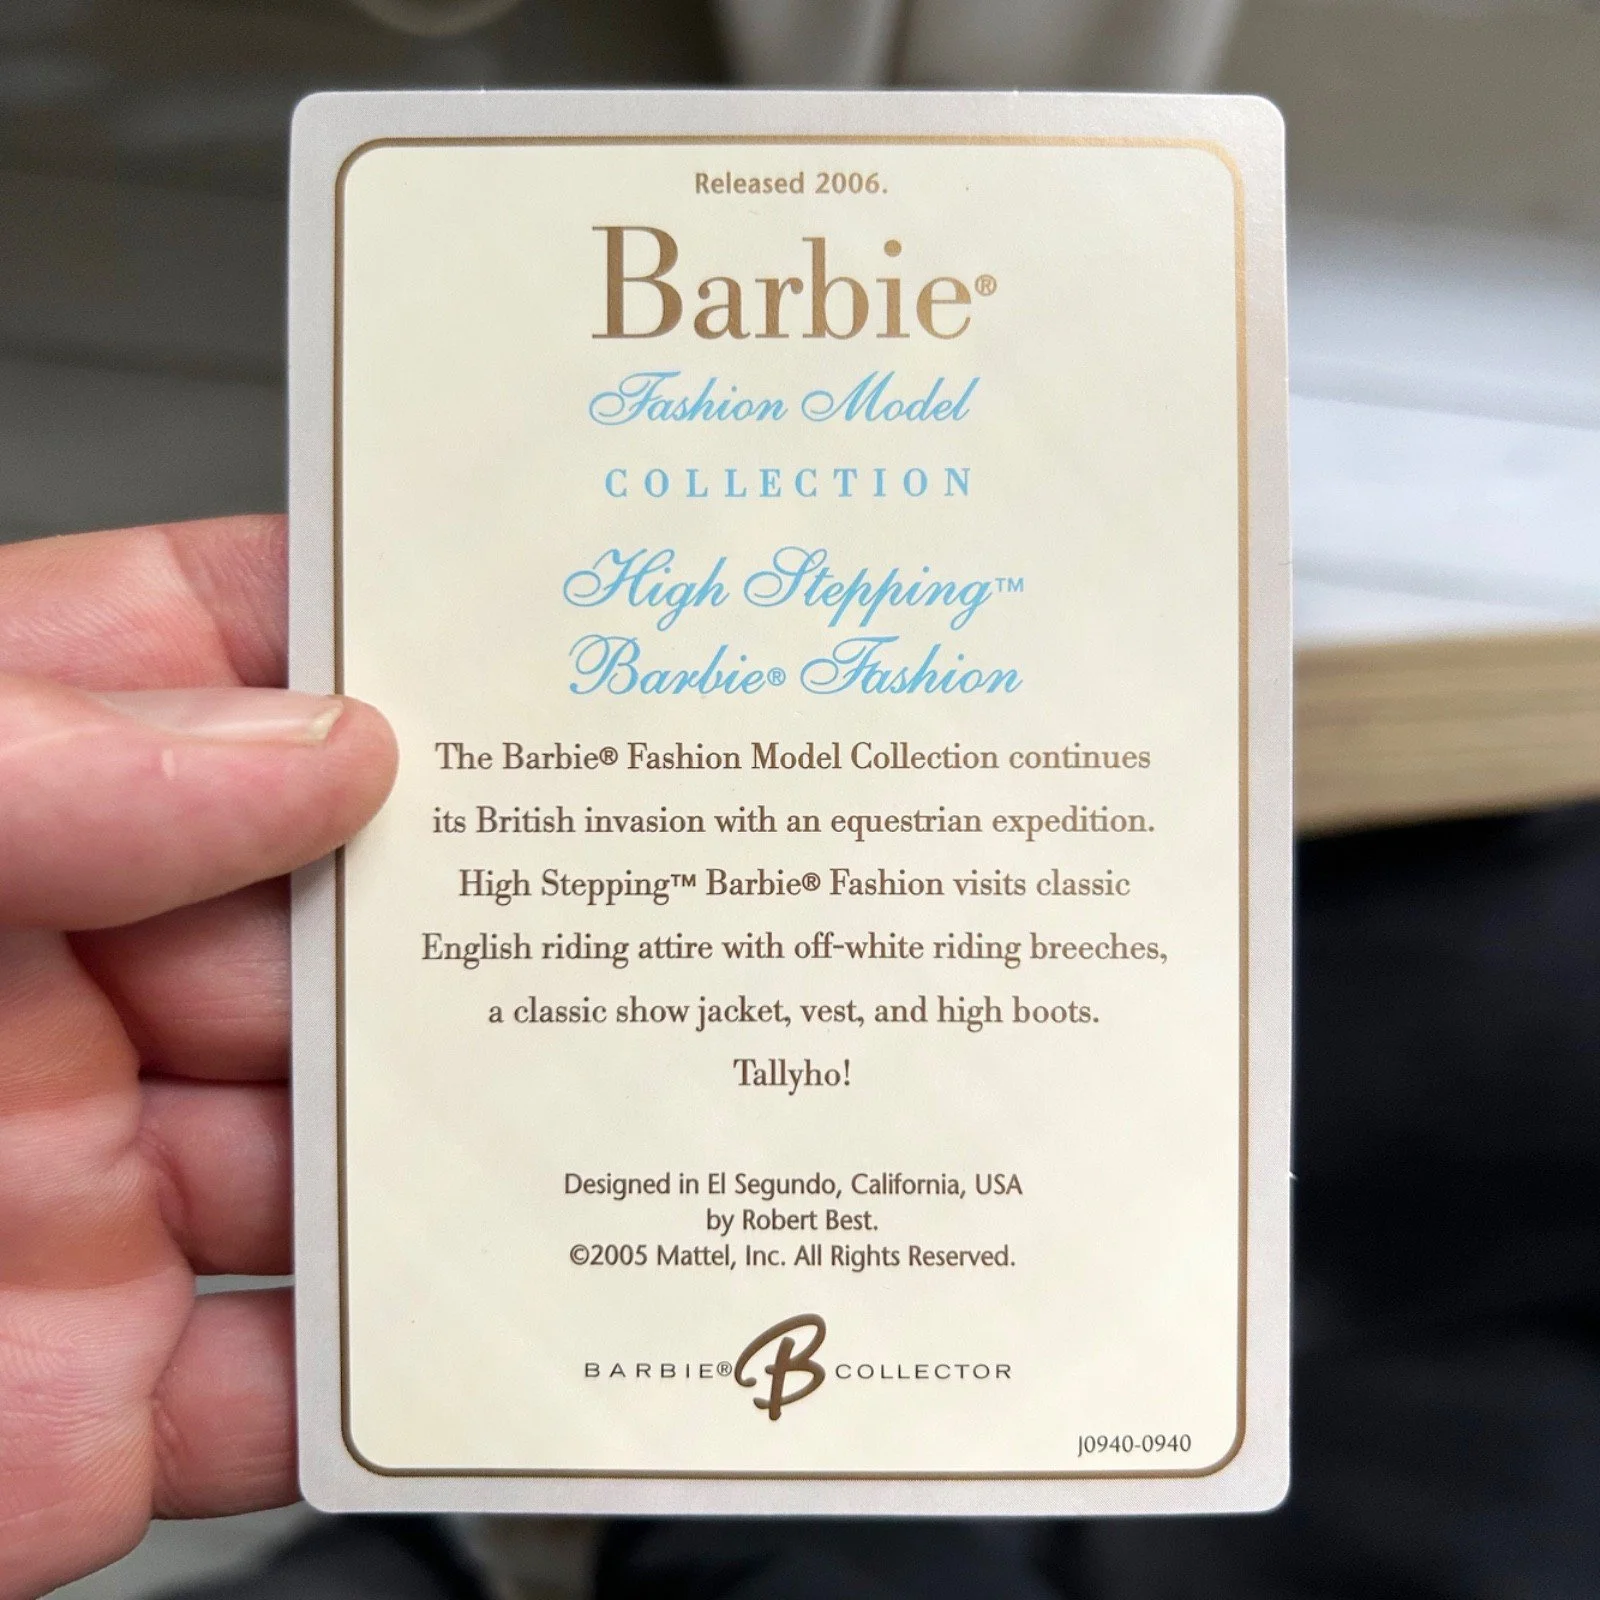 Released 2006.
Barbie®
Fashion Model
COLLECTION
High Stepping™
Barbie® Fashion
The Barbie® Fashion Model Collection continues
its British invasion with an equestrian expedition.
High Stepping™ Barbie® Fashion visits classic
English riding attire with off-white riding breeches,
a classic show jacket, vest, and high boots.
Tallyho!
Designed in El Segundo, California, USA
by Robert Best.
©2005 Mattel, Inc. All Rights Reserved.
BARBIE® B COLLECTOR
J0940-0940